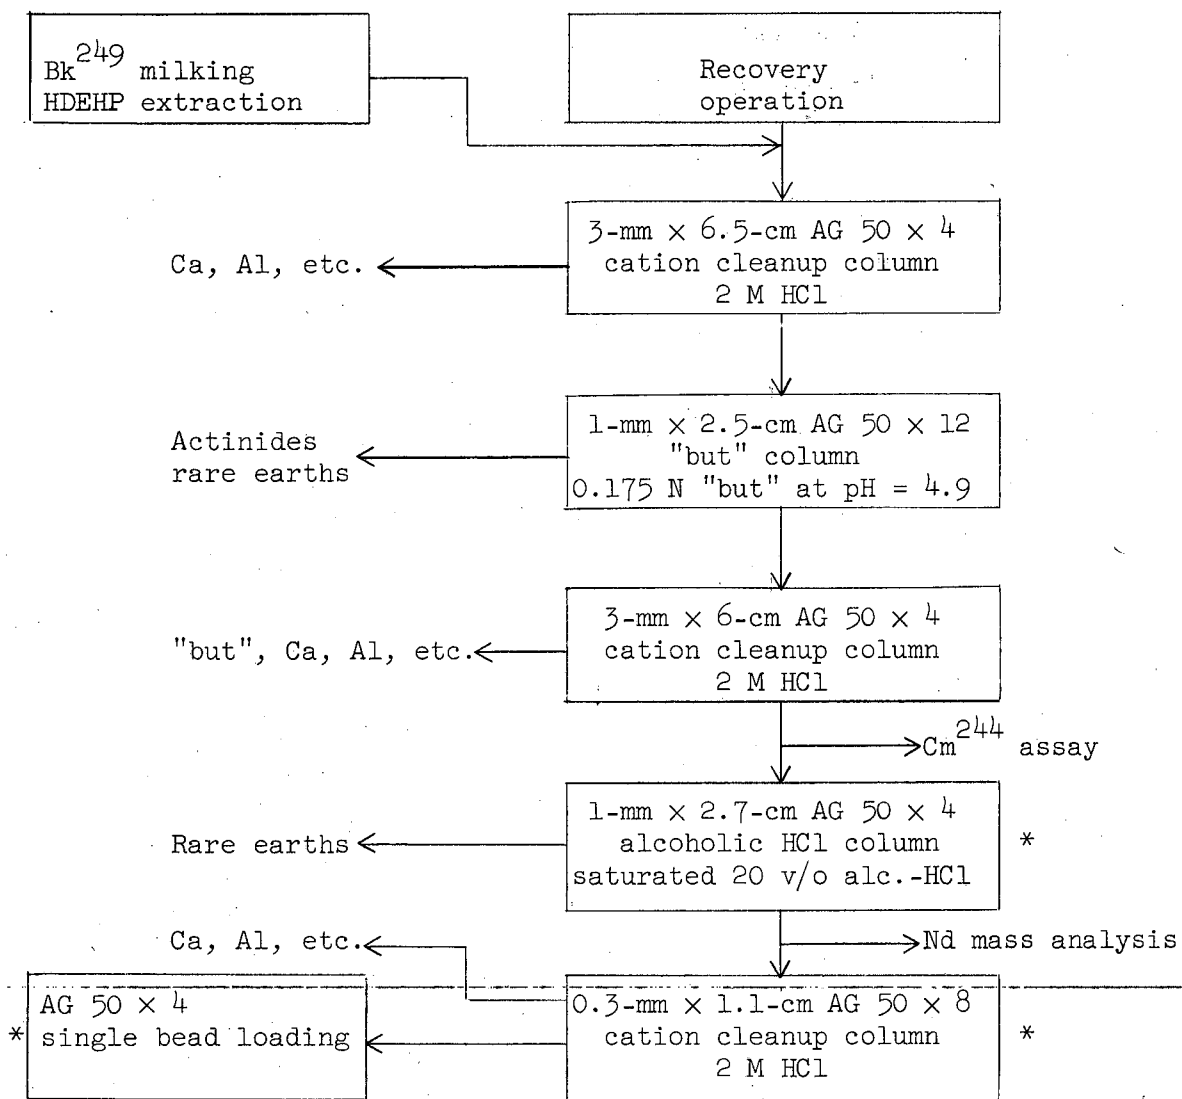 Bk249 milking
HDEHP extraction
Recovery
operation
3-mm × 6.5-cm AG 50 × 4
cation cleanup column
2 M HCl
Ca, Al, etc.
1-mm × 2.5-cm AG 50 × 12
"but" column
0.175 N "but" at pH = 4.9
Actinides
rare earths
3-mm × 6-cm AG 50 × 4
cation cleanup column
2 M HCl
"but", Ca, Al, etc.
Cm244 assay
1-mm × 2.7-cm AG 50 × 4
alcoholic HCl column
saturated 20 v/o alc.-HCl
*
Rare earths
Nd mass analysis
Ca, Al, etc.
0.3-mm × 1.1-cm AG 50 × 8
cation cleanup column
2 M HCl
*
AG 50 × 4
* single bead loading